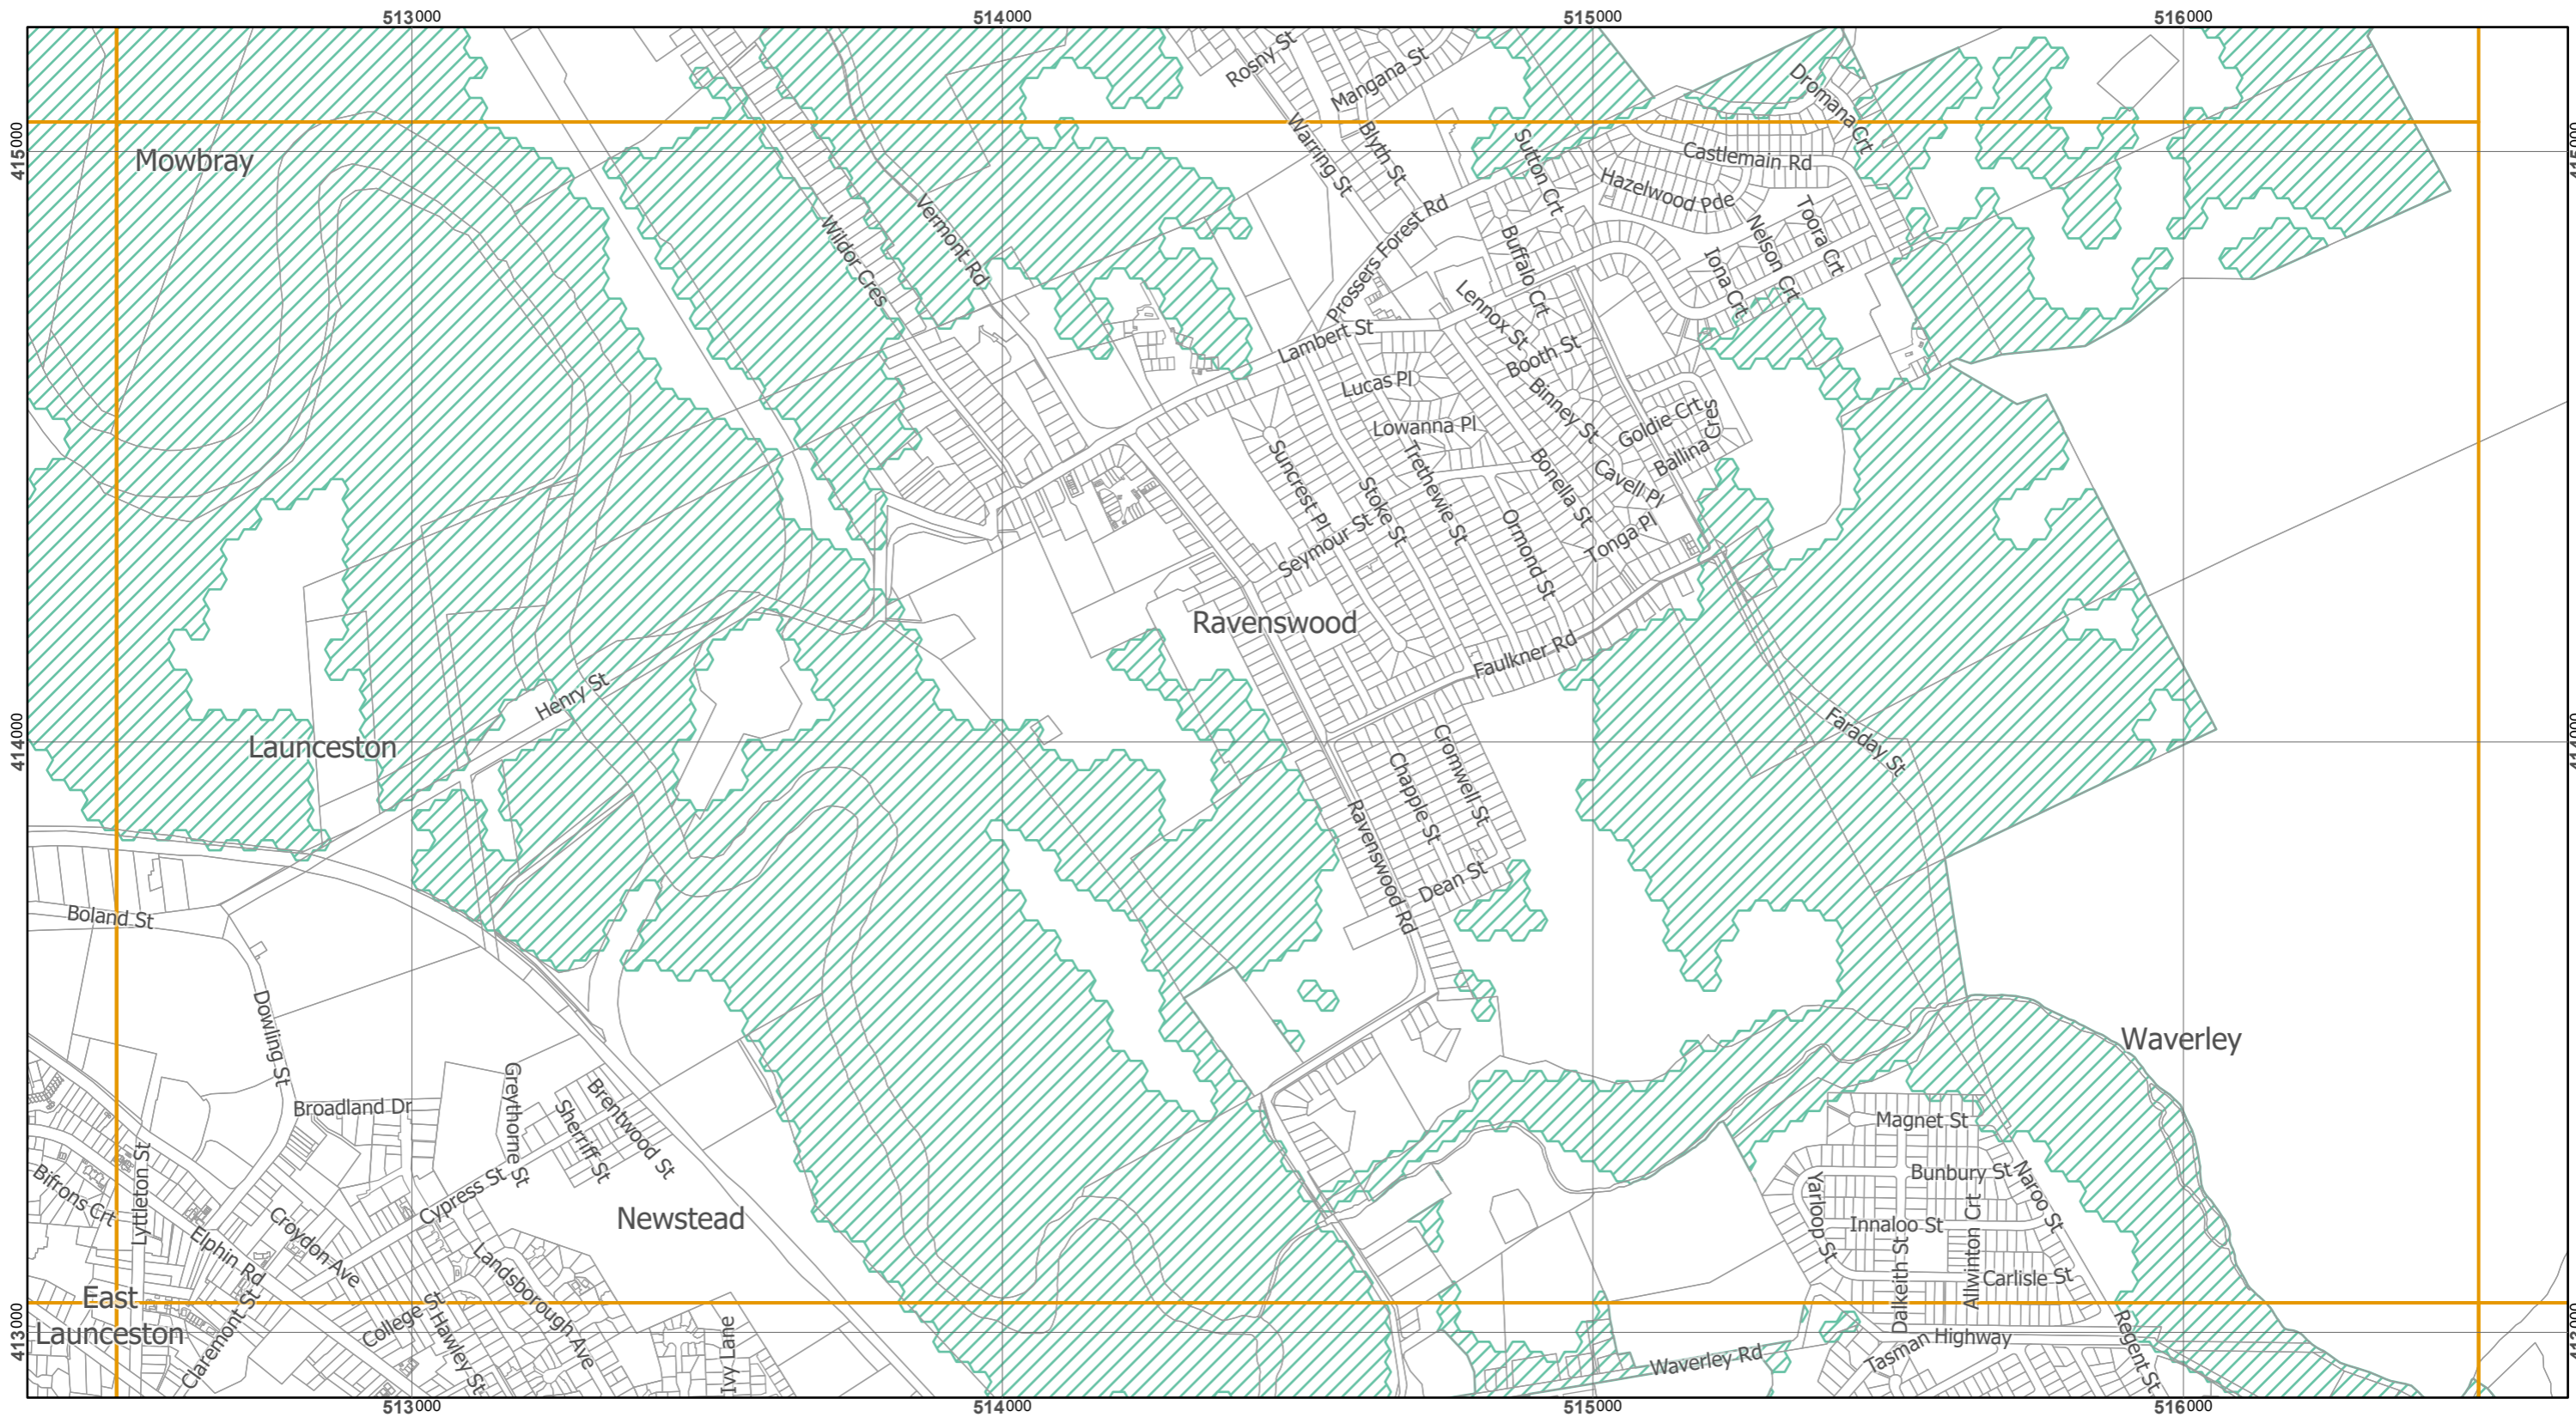 513000
514000
515000
516000
415000
415000
Mowbray
Rosny St
Mangana St
Warring St
Blyth St
Dromana Crt
Sutton Crt
Castlemain Rd
Hazelwood Pde
Toora Crt
Nelson Crt
Iona Crt
Vermont Rd
Wildor Cres
Prossers Forest Rd
Buffalo Crt
Lennox St
Lambert St
Booth St
Lucas Pl
Binney St
Lowanna Pl
Goldie Crt
Ballina Cres
Suncrest Pl
Stoke St
Trethewie St
Bonella St
Cavell Pl
Seymour St
Ormond St
Tonga Pl
Ravenswood
Faulkner Rd
Henry St
Launceston
414000
414000
Faraday St
Cromwell St
Chapple St
Ravenswood Rd
Dean St
Boland St
Dowling St
Waverley
Broadland Dr
Greythorne St
Sherriff St
Brentwood St
Magnet St
Bunbury St
Naroo St
Yarloop St
Innaloo St
Allwinton Crt
Dalkeith St
Carlisle St
Bifrons Crt
Lyttleton St
Cypress St
Newstead
Elphin Rd
Croydon Ave
Landsborough Ave
East
Launceston
Claremont St
College St
Hawley St
Ivy Lane
Waverley Rd
Tasman Highway
Regent St
413000
413000
513000
514000
515000
516000